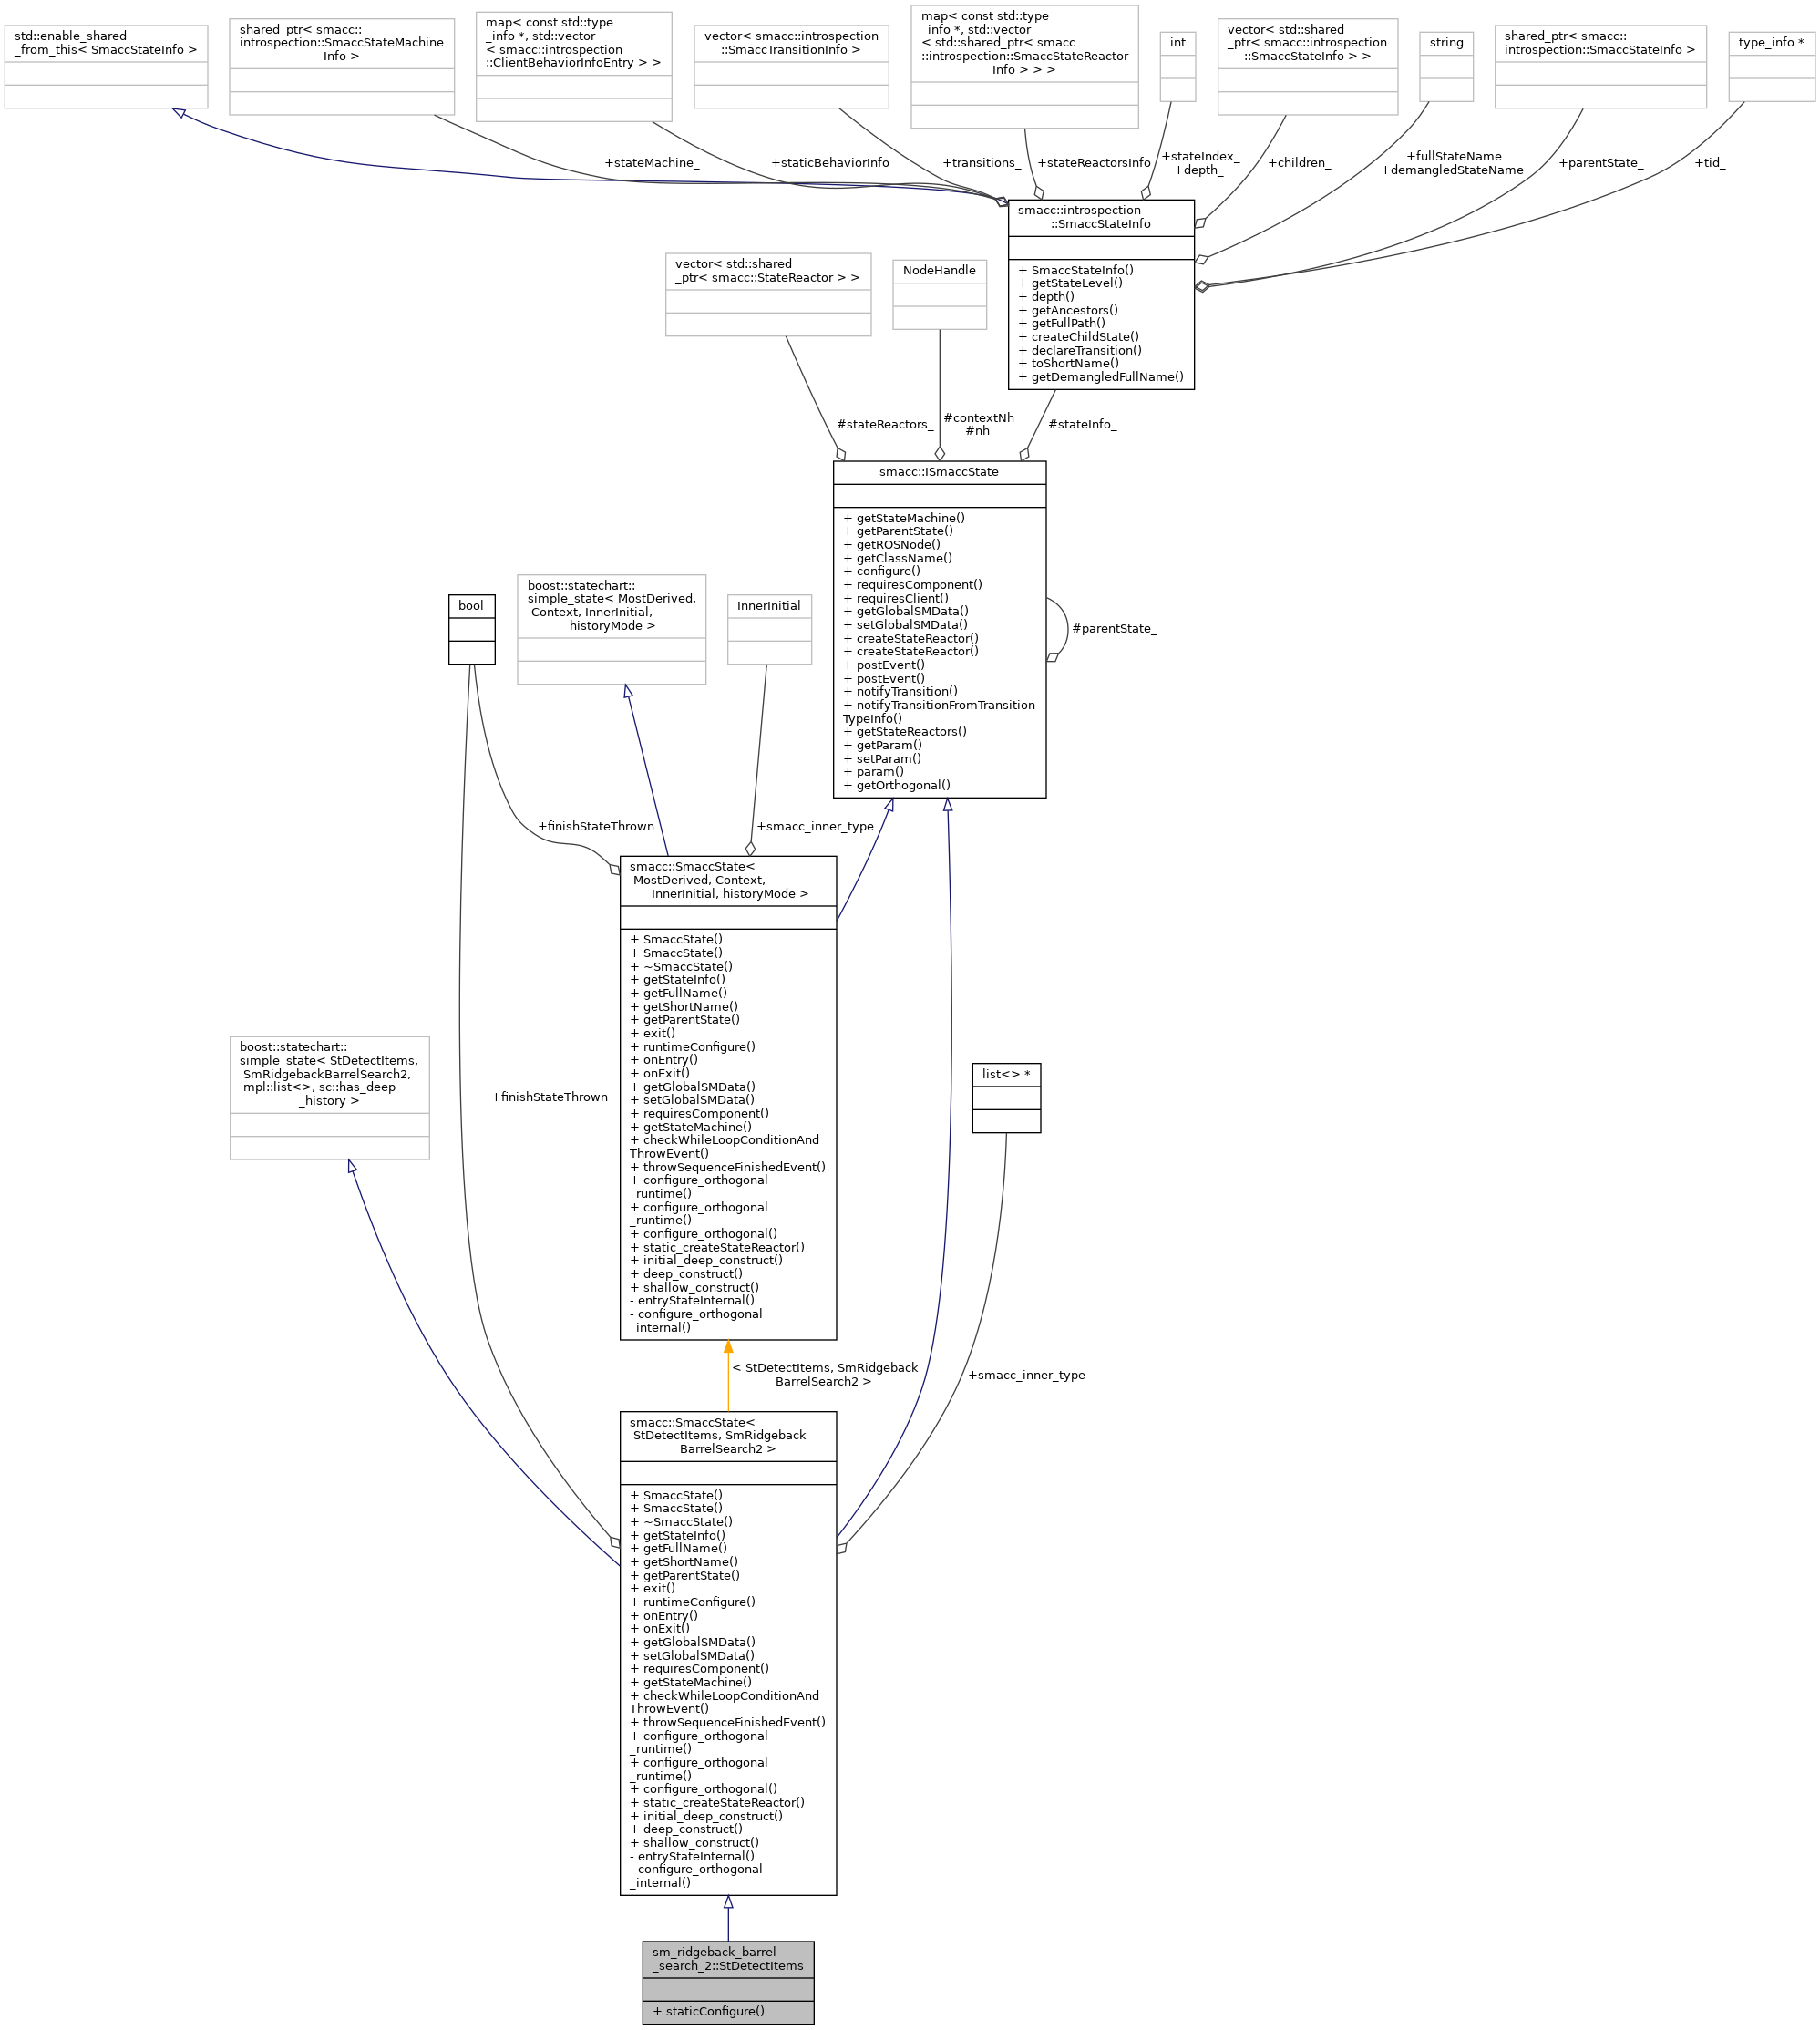 std::enable_shared
_from_this< SmaccStateInfo >
shared_ptr< smacc::
introspection::SmaccStateMachine
Info >
map< const std::type
_info *, std::vector
< smacc::introspection
::ClientBehaviorInfoEntry > >
vector< smacc::introspection
::SmaccTransitionInfo >
map< const std::type
_info *, std::vector
< std::shared_ptr< smacc
::introspection::SmaccStateReactor
Info > > >
int
vector< std::shared
_ptr< smacc::introspection
::SmaccStateInfo > >
string
shared_ptr< smacc::
introspection::SmaccStateInfo >
type_info *
+stateMachine_
+staticBehaviorInfo
+transitions_
+stateReactorsInfo
+stateIndex_
+depth_
+children_
+fullStateName
+demangledStateName
+parentState_
+tid_
smacc::introspection
::SmaccStateInfo
+ SmaccStateInfo()
+ getStateLevel()
+ depth()
+ getAncestors()
+ getFullPath()
+ createChildState()
+ declareTransition()
+ toShortName()
+ getDemangledFullName()
vector< std::shared
_ptr< smacc::StateReactor > >
NodeHandle
#stateReactors_
#contextNh
#nh
#stateInfo_
smacc::ISmaccState
+ getStateMachine()
+ getParentState()
+ getROSNode()
+ getClassName()
+ configure()
+ requiresComponent()
+ requiresClient()
+ getGlobalSMData()
+ setGlobalSMData()
+ createStateReactor()
+ createStateReactor()
+ postEvent()
+ postEvent()
+ notifyTransition()
+ notifyTransitionFromTransition
TypeInfo()
+ getStateReactors()
+ getParam()
+ setParam()
+ param()
+ getOrthogonal()
#parentState_
bool
boost::statechart::
simple_state< MostDerived,
Context, InnerInitial,
historyMode >
InnerInitial
+finishStateThrown
+smacc_inner_type
smacc::SmaccState<
MostDerived, Context,
InnerInitial, historyMode >
+ SmaccState()
+ SmaccState()
+ ~SmaccState()
+ getStateInfo()
+ getFullName()
+ getShortName()
+ getParentState()
+ exit()
+ runtimeConfigure()
+ onEntry()
+ onExit()
+ getGlobalSMData()
+ setGlobalSMData()
+ requiresComponent()
+ getStateMachine()
+ checkWhileLoopConditionAnd
ThrowEvent()
+ throwSequenceFinishedEvent()
+ configure_orthogonal
_runtime()
+ configure_orthogonal
_runtime()
+ configure_orthogonal()
+ static_createStateReactor()
+ initial_deep_construct()
+ deep_construct()
+ shallow_construct()
- entryStateInternal()
- configure_orthogonal
_internal()
boost::statechart::
simple_state< StDetectItems,
SmRidgebackBarrelSearch2,
mpl::list<>, sc::has_deep
_history >
+finishStateThrown
list<> *
< StDetectItems, SmRidgeback
BarrelSearch2 >
+smacc_inner_type
smacc::SmaccState<
StDetectItems, SmRidgeback
BarrelSearch2 >
+ SmaccState()
+ SmaccState()
+ ~SmaccState()
+ getStateInfo()
+ getFullName()
+ getShortName()
+ getParentState()
+ exit()
+ runtimeConfigure()
+ onEntry()
+ onExit()
+ getGlobalSMData()
+ setGlobalSMData()
+ requiresComponent()
+ getStateMachine()
+ checkWhileLoopConditionAnd
ThrowEvent()
+ throwSequenceFinishedEvent()
+ configure_orthogonal
_runtime()
+ configure_orthogonal
_runtime()
+ configure_orthogonal()
+ static_createStateReactor()
+ initial_deep_construct()
+ deep_construct()
+ shallow_construct()
- entryStateInternal()
- configure_orthogonal
_internal()
sm_ridgeback_barrel
_search_2::StDetectItems
+ staticConfigure()